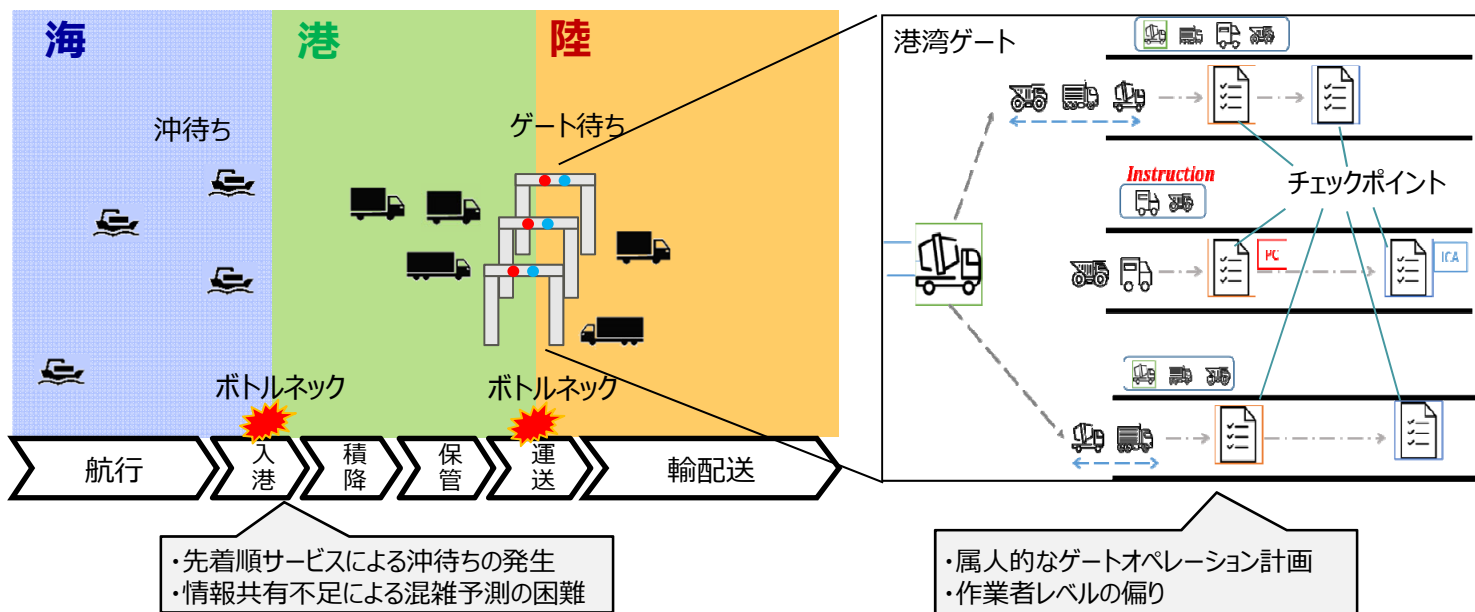 海
港
陸
沖待ち
ゲート待ち
ボトルネック
ボトルネック
航行
入港
積降
保管
運送
輸配送
・先着順サービスによる沖待ちの発生
・情報共有不足による混雑予測の困難
港湾ゲート
Instruction
チェックポイント
PC
ICA
・属人的なゲートオペレーション計画
・作業者レベルの偏り